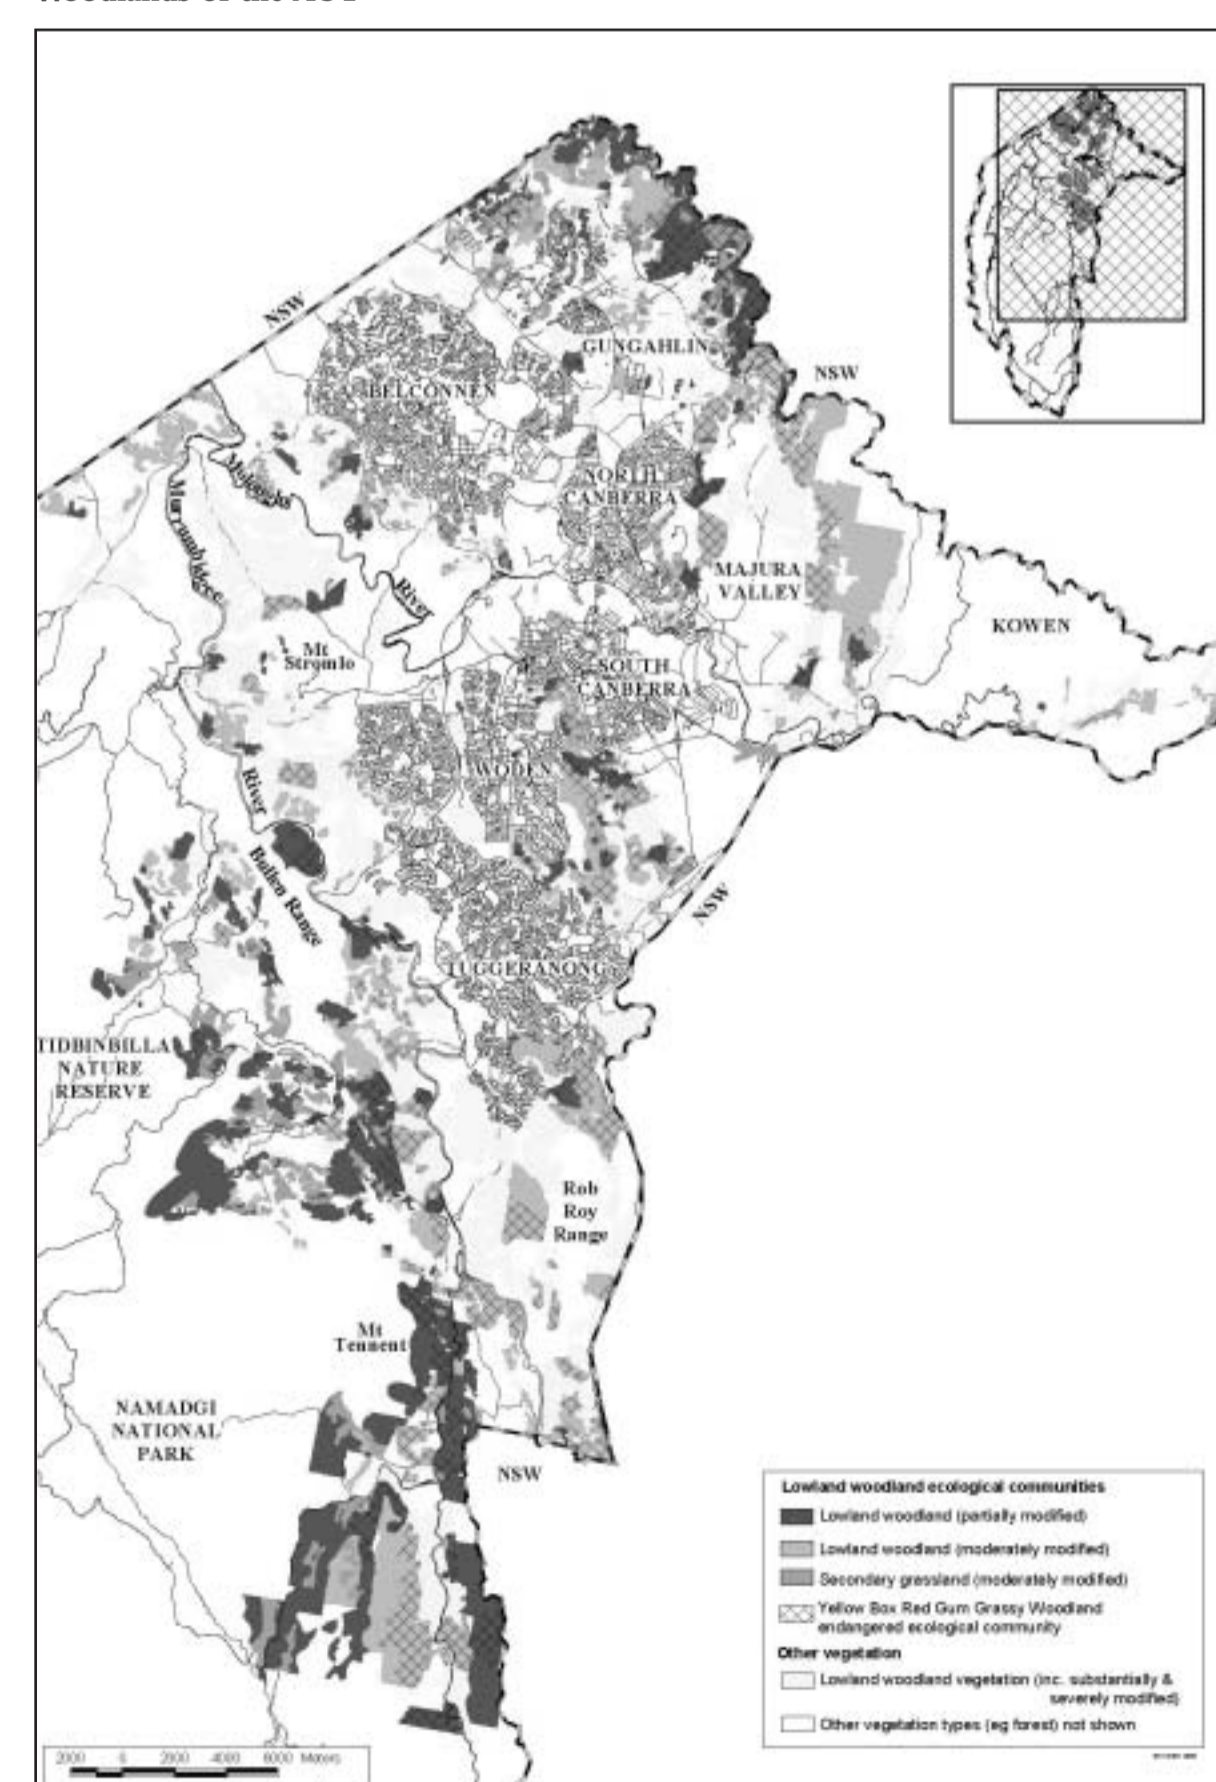 NSW
GUNGAHLIN
NSW
BELCONNEN
NORTH
CANBERRA
Molonglo
Murrumbidgee
River
MAJURA
VALLEY
KOWEN
Mt
Stromlo
SOUTH
CANBERRA
WODEN
River
Bullen Range
NSW
TUGGERANONG
TIDBINBILLA
NATURE
RESERVE
Rob
Roy
Range
Mt
Tennent
NAMADGI
NATIONAL
PARK
NSW
Lowland woodland ecological communities
Lowland woodland (partially modified)
Lowland woodland (moderately modified)
Secondary grassland (moderately modified)
Yellow Box Red Gum Grassy Woodland
endangered ecological community
Other vegetation
Lowland woodland vegetation (inc. substantially &
severely modified)
Other vegetation types (eg forest) not shown
2000 0 2000 4000 6000 Meters